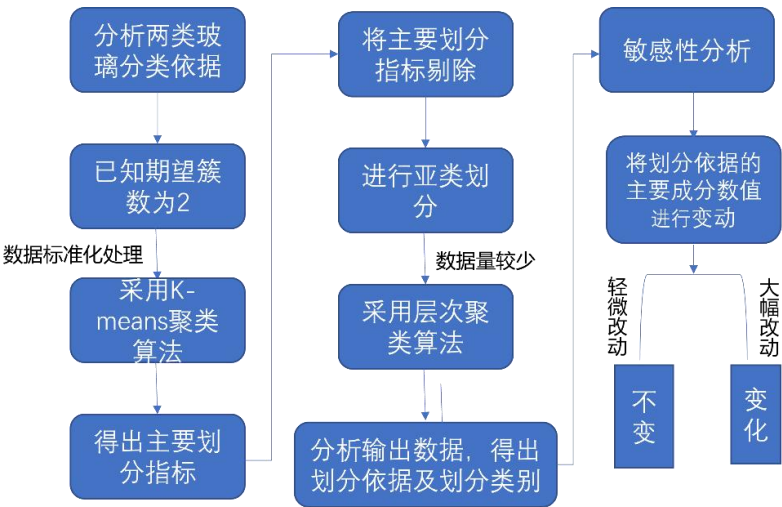 分析两类玻
璃分类依据
已知期望簇
数为2
数据标准化处理
采用K-
means聚类
算法
得出主要划
分指标
将主要划分
指标剔除
进行亚类划
分
数据量较少
采用层次聚
类算法
分析输出数据，得出
划分依据及划分类别
敏感性分析
将划分依据的
主要成分数值
进行变动
轻微改动
大幅改动
不变
变化